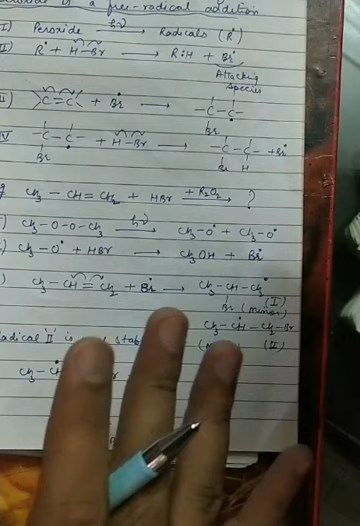 is a free-radical addition
I) Peroxide —hν→ Radicals (R•)
II) R• + H–Br ⟶ R:H + Br•
Attacking
Species
>C=C< + Br• ⟶ –C–C–
Br
IV –C–C– + H–Br ⟶ –C–C– + Br•
Br
Br H
CH₃–CH=CH₂ + HBr —+R₂O₂→ ?
CH₃–O–O–CH₃ —hν→ CH₃–O• + CH₃–O•
CH₃–O• + HBr ⟶ CH₃OH + Br•
CH₃–CH=CH₂ + Br• ⟶ CH₃–CH–CH₂•
Br (I)
(minor)
CH₃–CH–CH₂–Br
(II)
Radical II is
CH₃–